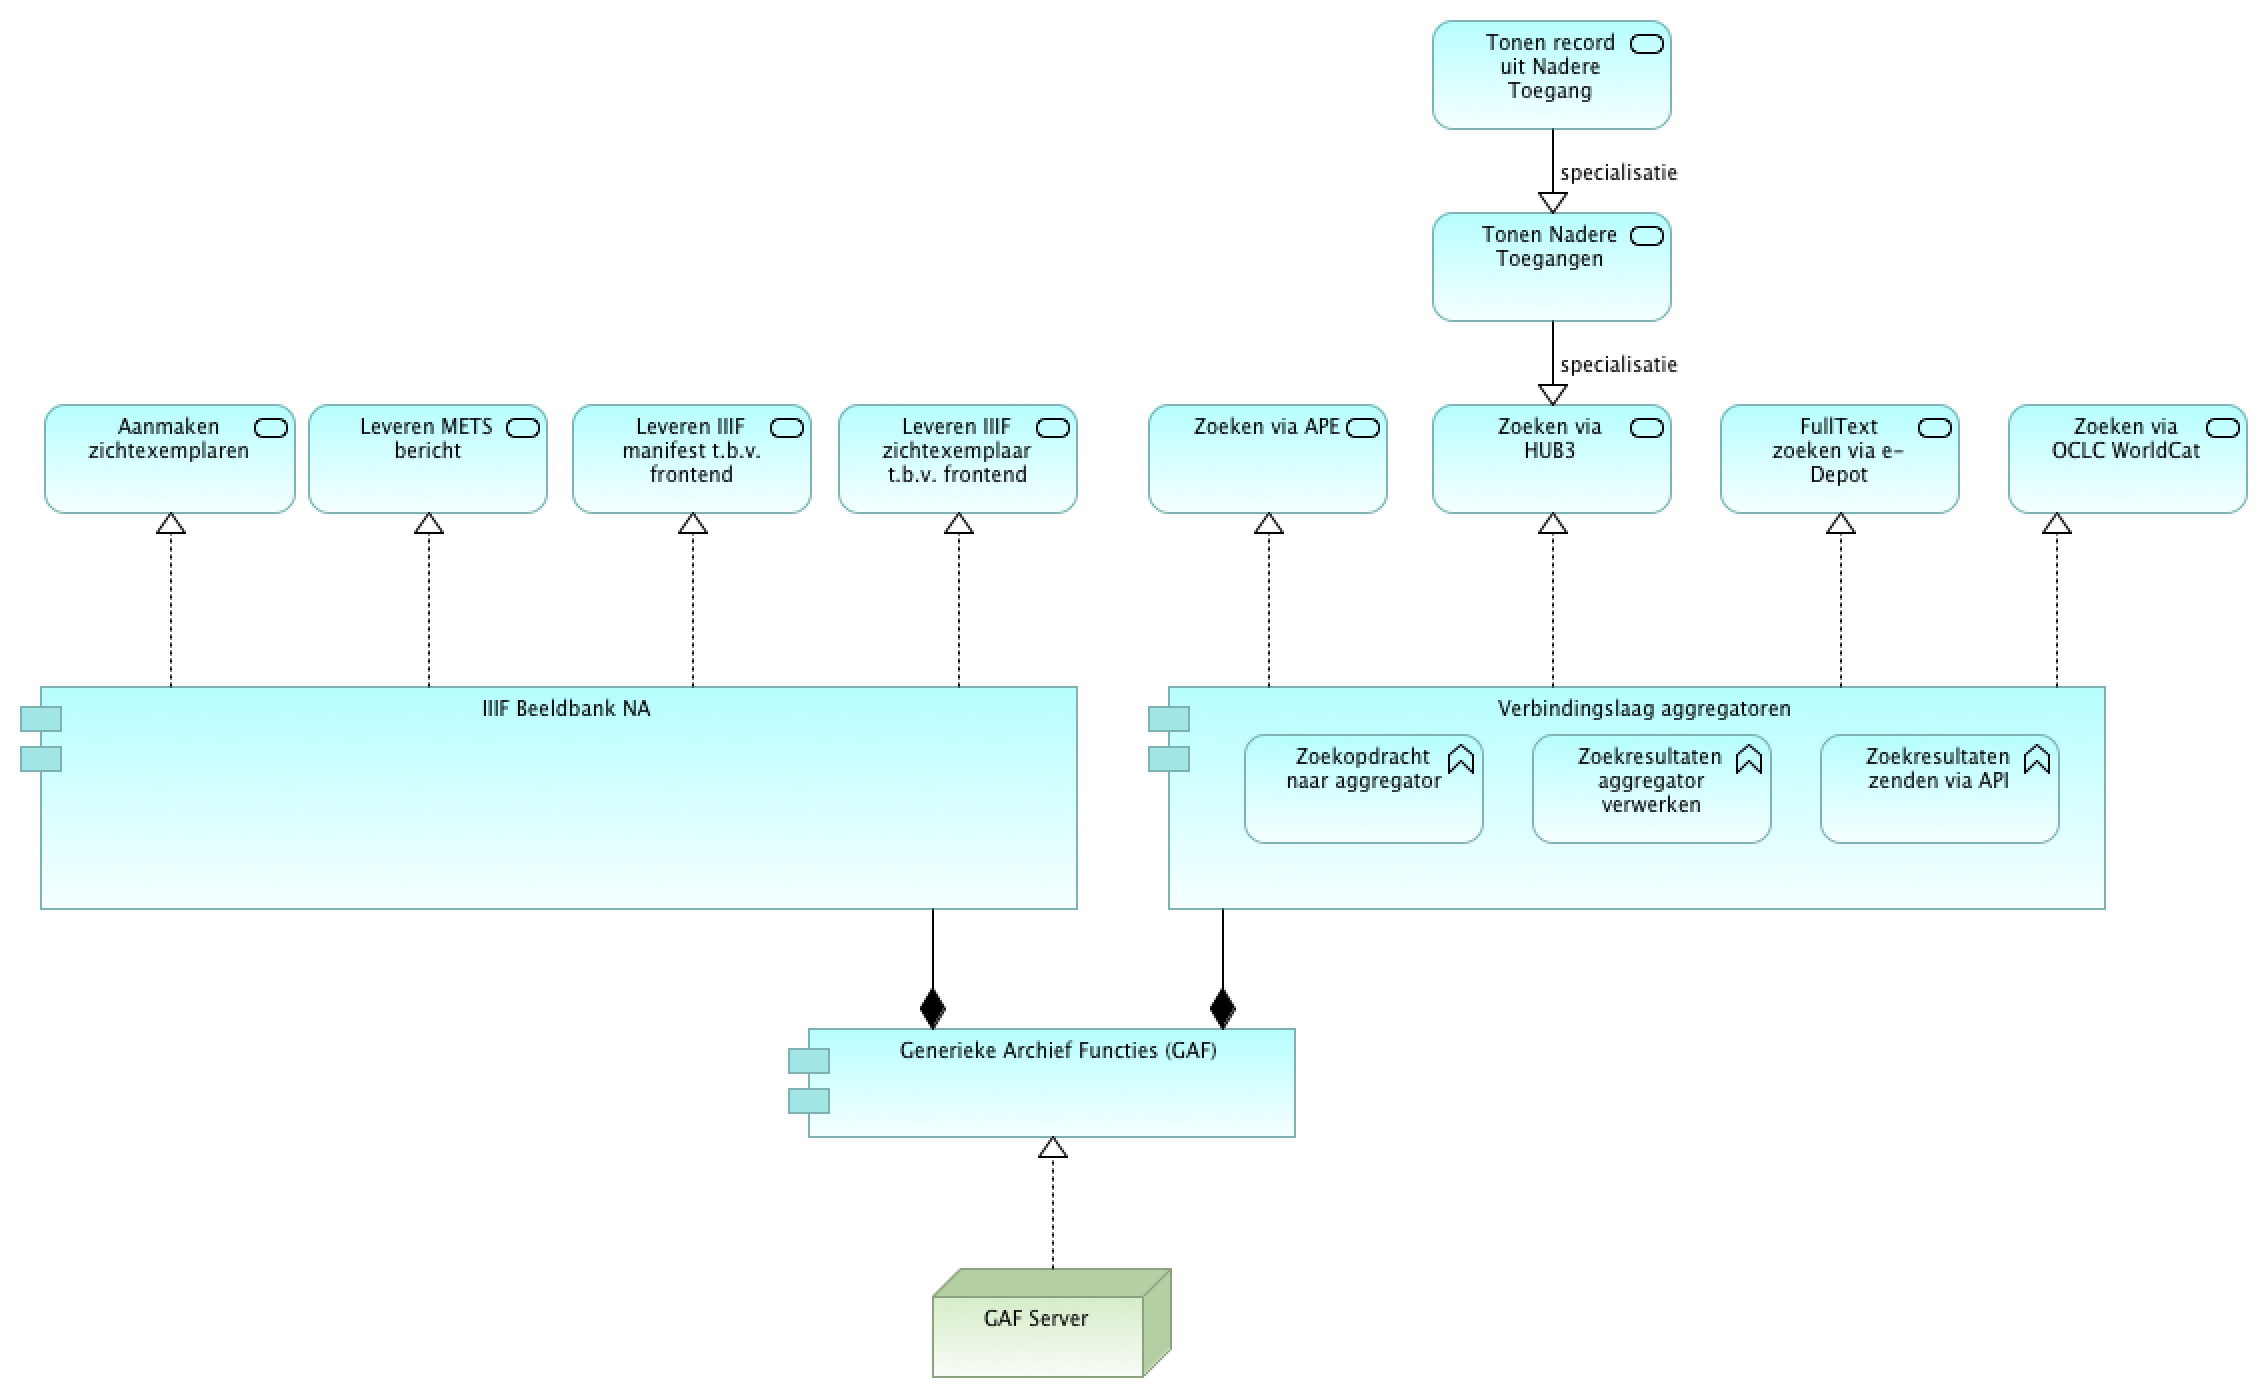 Tonen record
uit Nadere
Toegang
specialisatie
Tonen Nadere
Toegangen
specialisatie
Aanmaken
zichtexemplaren
Leveren METS
bericht
Leveren IIIF
manifest t.b.v.
frontend
Leveren IIIF
zichtexemplaar
t.b.v. frontend
Zoeken via APE
Zoeken via
HUB3
FullText
zoeken via e-
Depot
Zoeken via
OCLC WorldCat
IIIF Beeldbank NA
Verbindingslaag aggregatoren
Zoekopdracht
naar aggregator
Zoekresultaten
aggregator
verwerken
Zoekresultaten
zenden via API
Generieke Archief Functies (GAF)
GAF Server